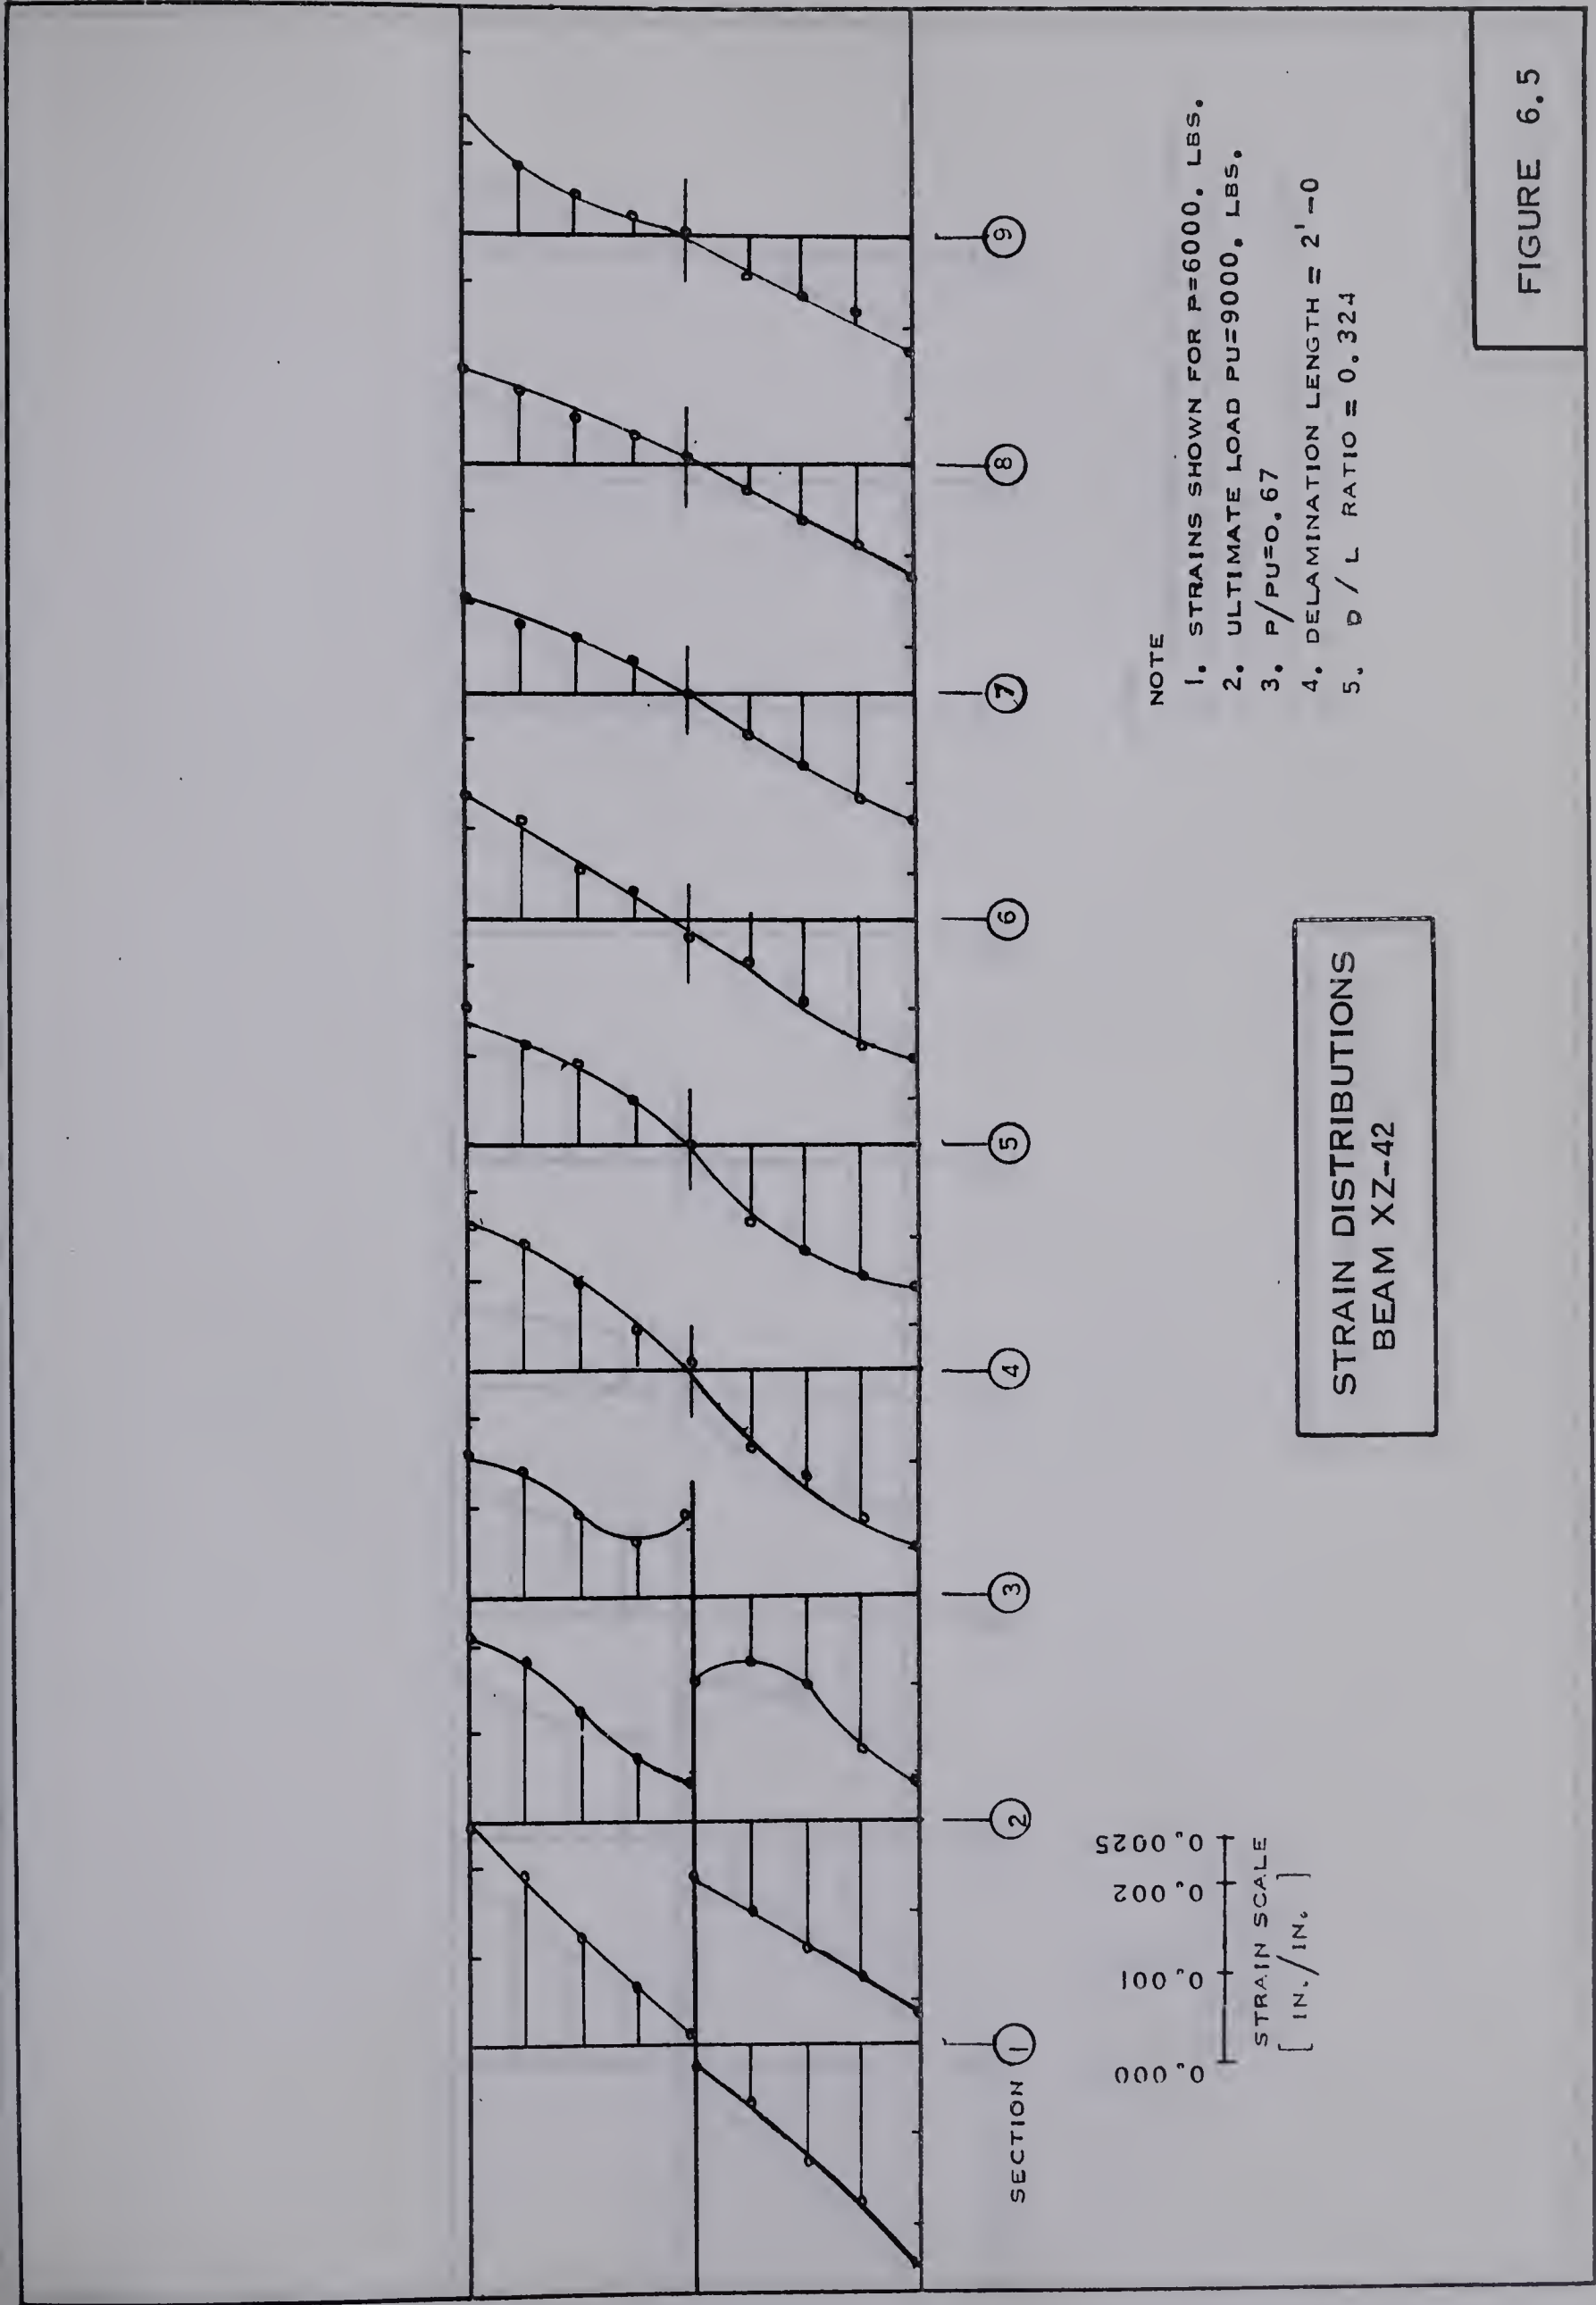 SECTION 1 2 3 4 5 6 7 8 9
0.000 0.001 0.002 0.0025
STRAIN SCALE
[ IN./IN. ]
NOTE
1. STRAINS SHOWN FOR P=6000. LBS.
2. ULTIMATE LOAD PU=9000. LBS.
3. P/PU=0.67
4. DELAMINATION LENGTH = 2'-0
5. D / L RATIO = 0.324
STRAIN DISTRIBUTIONS
BEAM XZ-42
FIGURE 6.5